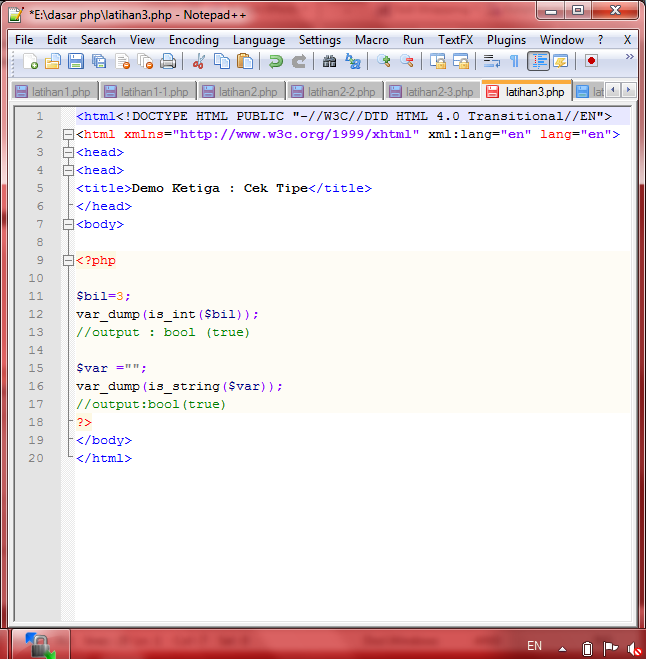 *E:\dasar php\latihan3.php - Notepad++
File Edit Search View Encoding Language Settings Macro Run TextFX Plugins Window ? X
latihan1.php latihan1-1.php latihan2.php latihan2-2.php latihan2-3.php latihan3.php lat
1 <html<!DOCTYPE HTML PUBLIC "-//W3C//DTD HTML 4.0 Transitional//EN">
2 <html xmlns="http://www.w3c.org/1999/xhtml" xml:lang="en" lang="en">
3 <head>
4 <head>
5 <title>Demo Ketiga : Cek Tipe</title>
6 </head>
7 <body>
8
9 <?php
10
11 $bil=3;
12 var_dump(is_int($bil));
13 //output : bool (true)
14
15 $var ="";
16 var_dump(is_string($var));
17 //output:bool(true)
18 ?>
19 </body>
20 </html>
EN